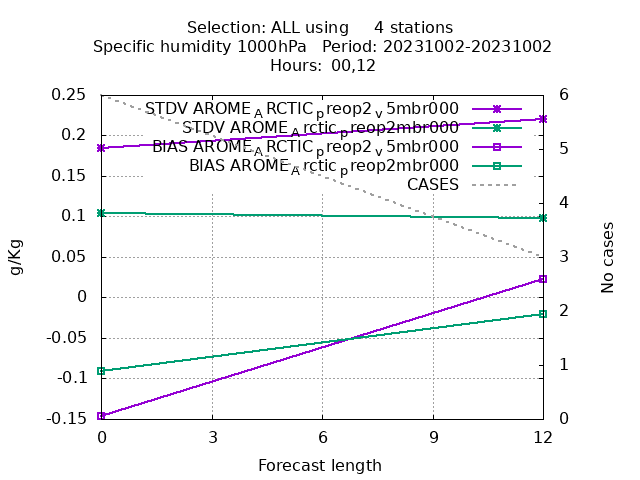 Selection: ALL using     4 stations
Specific humidity 1000hPa   Period: 20231002-20231002
Hours:  00,12
0.25
0.2
0.15
0.1
0.05
0
-0.05
-0.1
-0.15
g/Kg
STDV AROME_ARCTIC_preop2_v5mbr000
STDV AROME_Arctic_preop2mbr000
BIAS AROME_ARCTIC_preop2_v5mbr000
BIAS AROME_Arctic_preop2mbr000
CASES
6
5
4
3
2
1
0
No cases
0 3 6 9 12
Forecast length